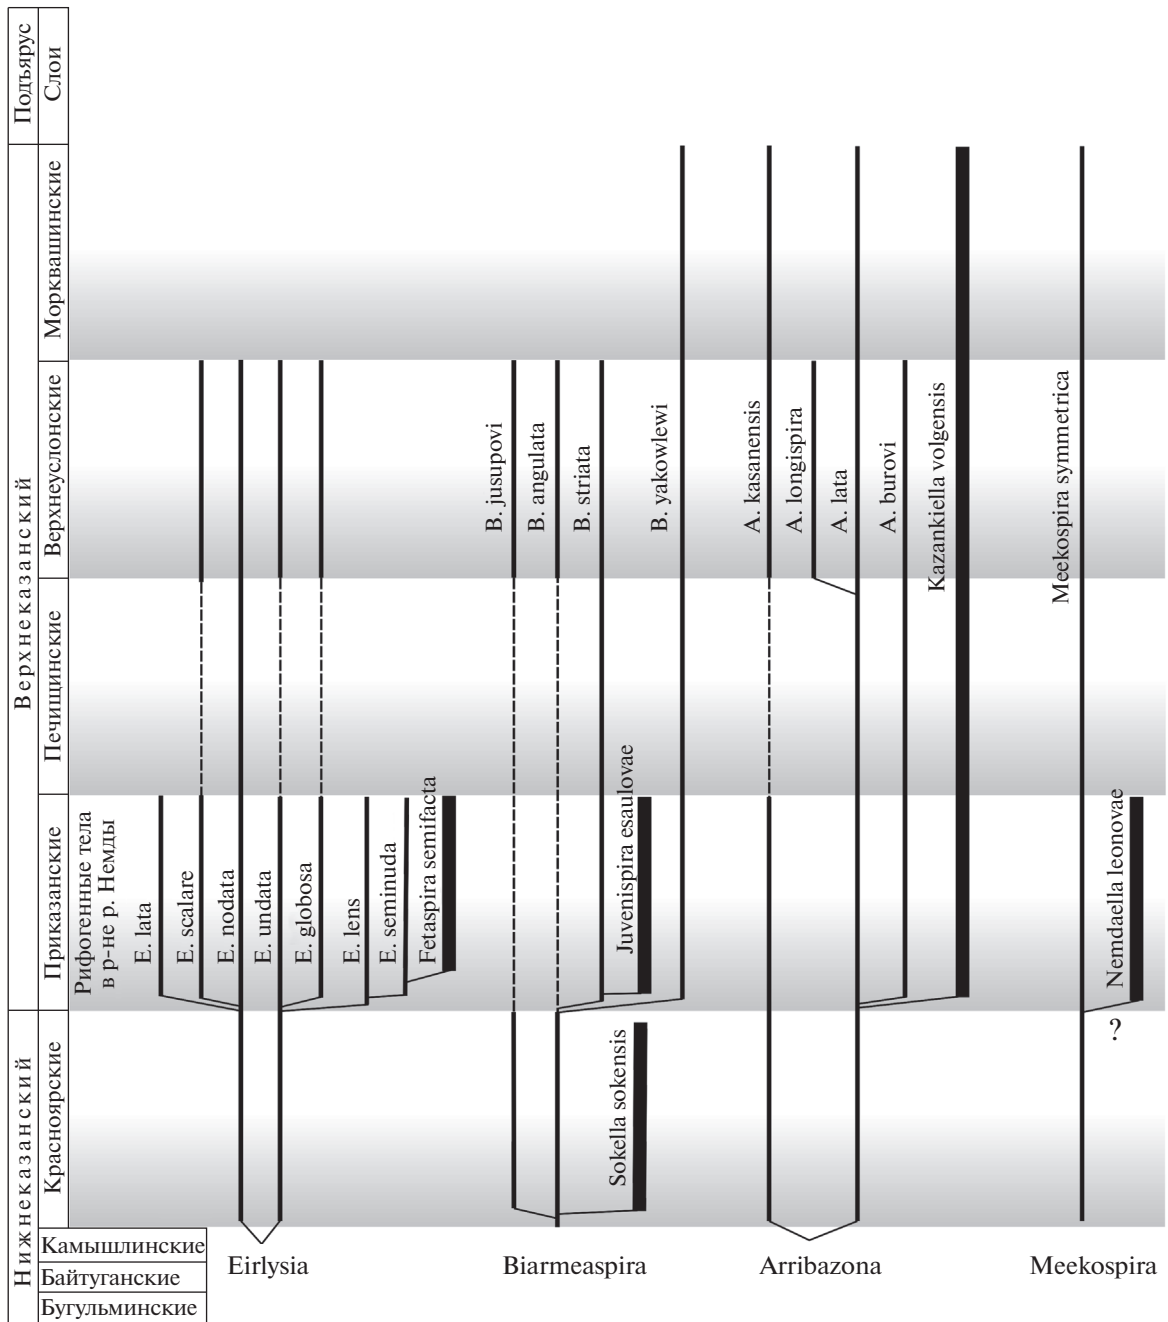 Подъярус
Слои
Верхнеказанский
Морквашинские
Верхнеуслонские
Печищинские
Приказанские
Нижнеказанский
Красноярские
Камышлинские
Байтуганские
Бугульминские
Рифогенные тела
в р-не р. Немды
E. lata
E. scalare
E. nodata
E. undata
E. globosa
E. lens
E. seminuda
Fetaspira semifacta
B. jusupovi
B. angulata
B. striata
B. yakowlewi
Juvenispira esaulovae
Sokella sokensis
A. kasanensis
A. longispira
A. lata
A. burovi
Kazankiella volgensis
Meekospira symmetrica
Nemdaella leonovae
?
Eirlysia
Biarmeaspira
Arribazona
Meekospira